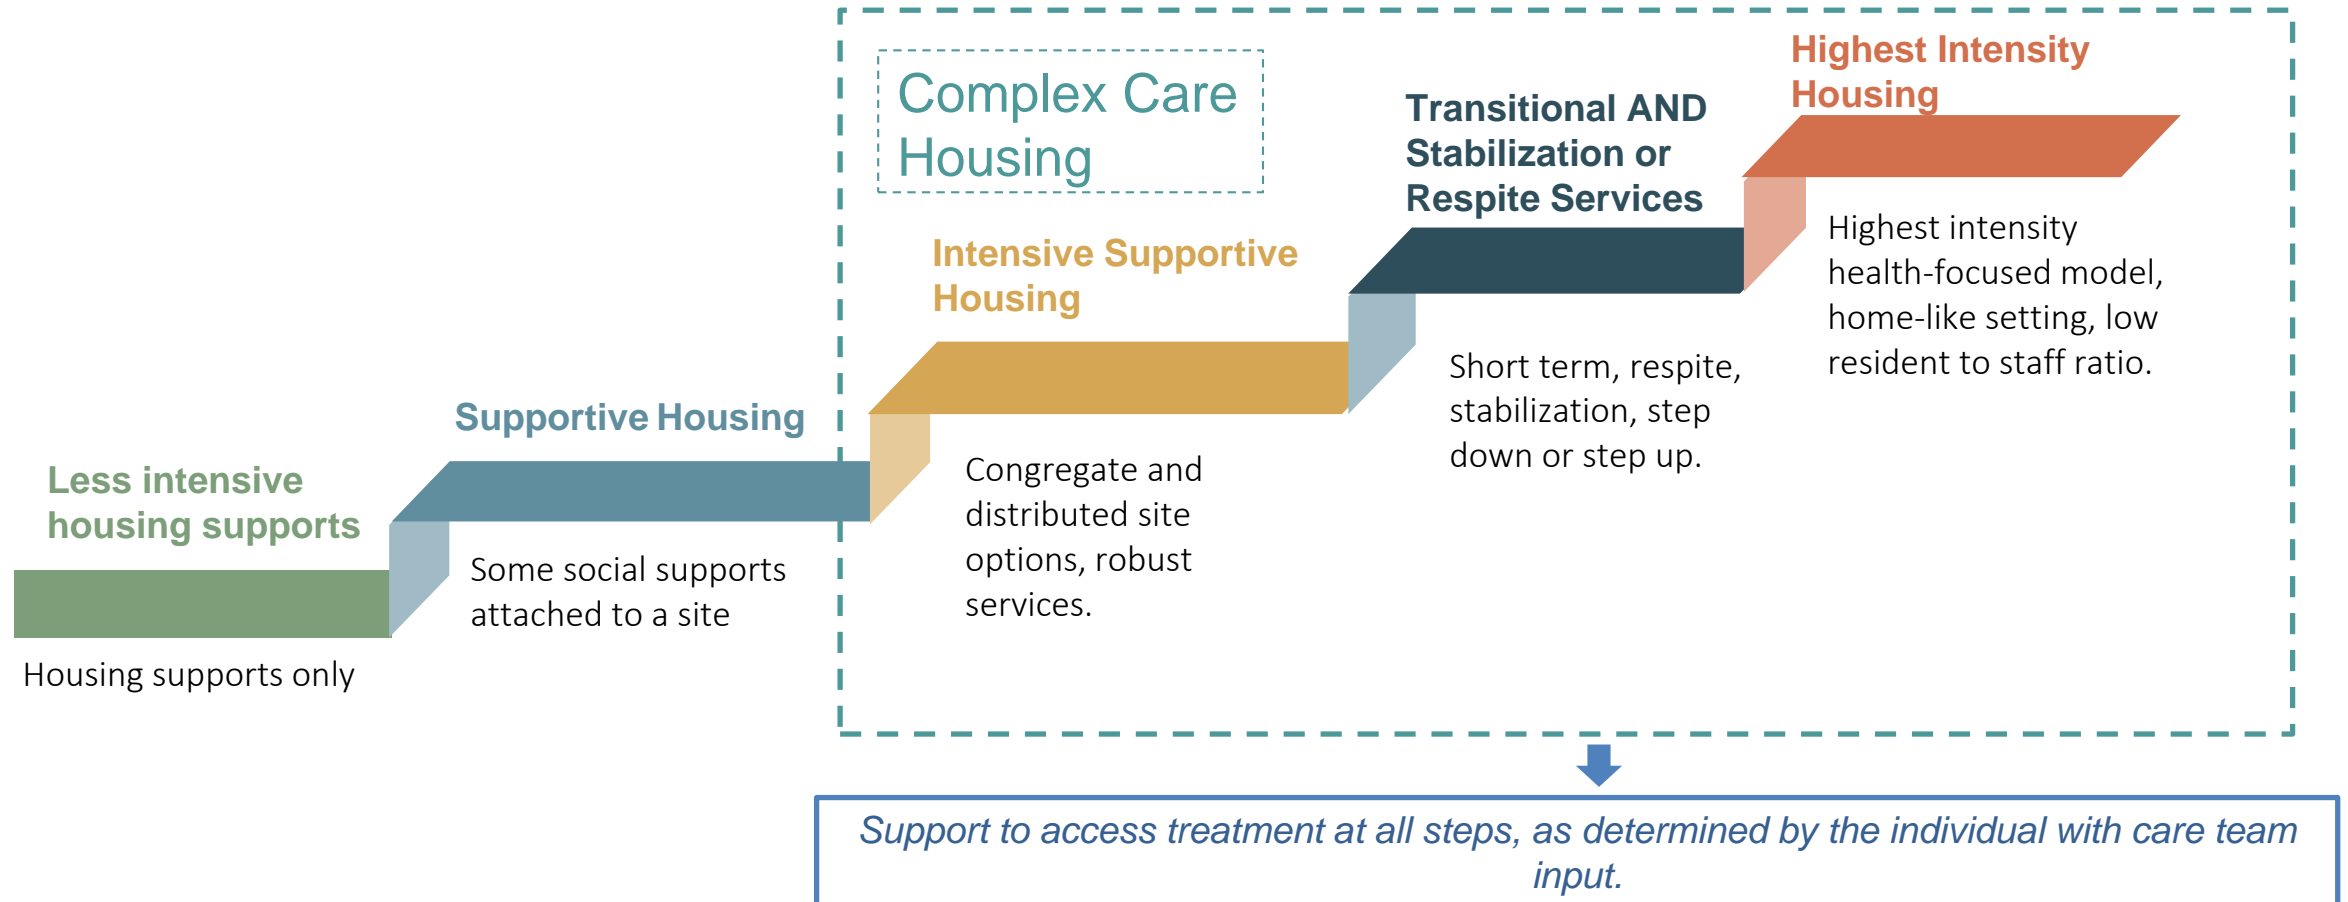 Complex Care
Housing
Highest Intensity
Housing
Transitional AND
Stabilization or
Respite Services
Highest intensity
health-focused model,
home-like setting, low
resident to staff ratio.
Intensive Supportive
Housing
Short term, respite,
stabilization, step
down or step up.
Supportive Housing
Congregate and
distributed site
options, robust
services.
Less intensive
housing supports
Some social supports
attached to a site
Housing supports only
Support to access treatment at all steps, as determined by the individual with care team
input.